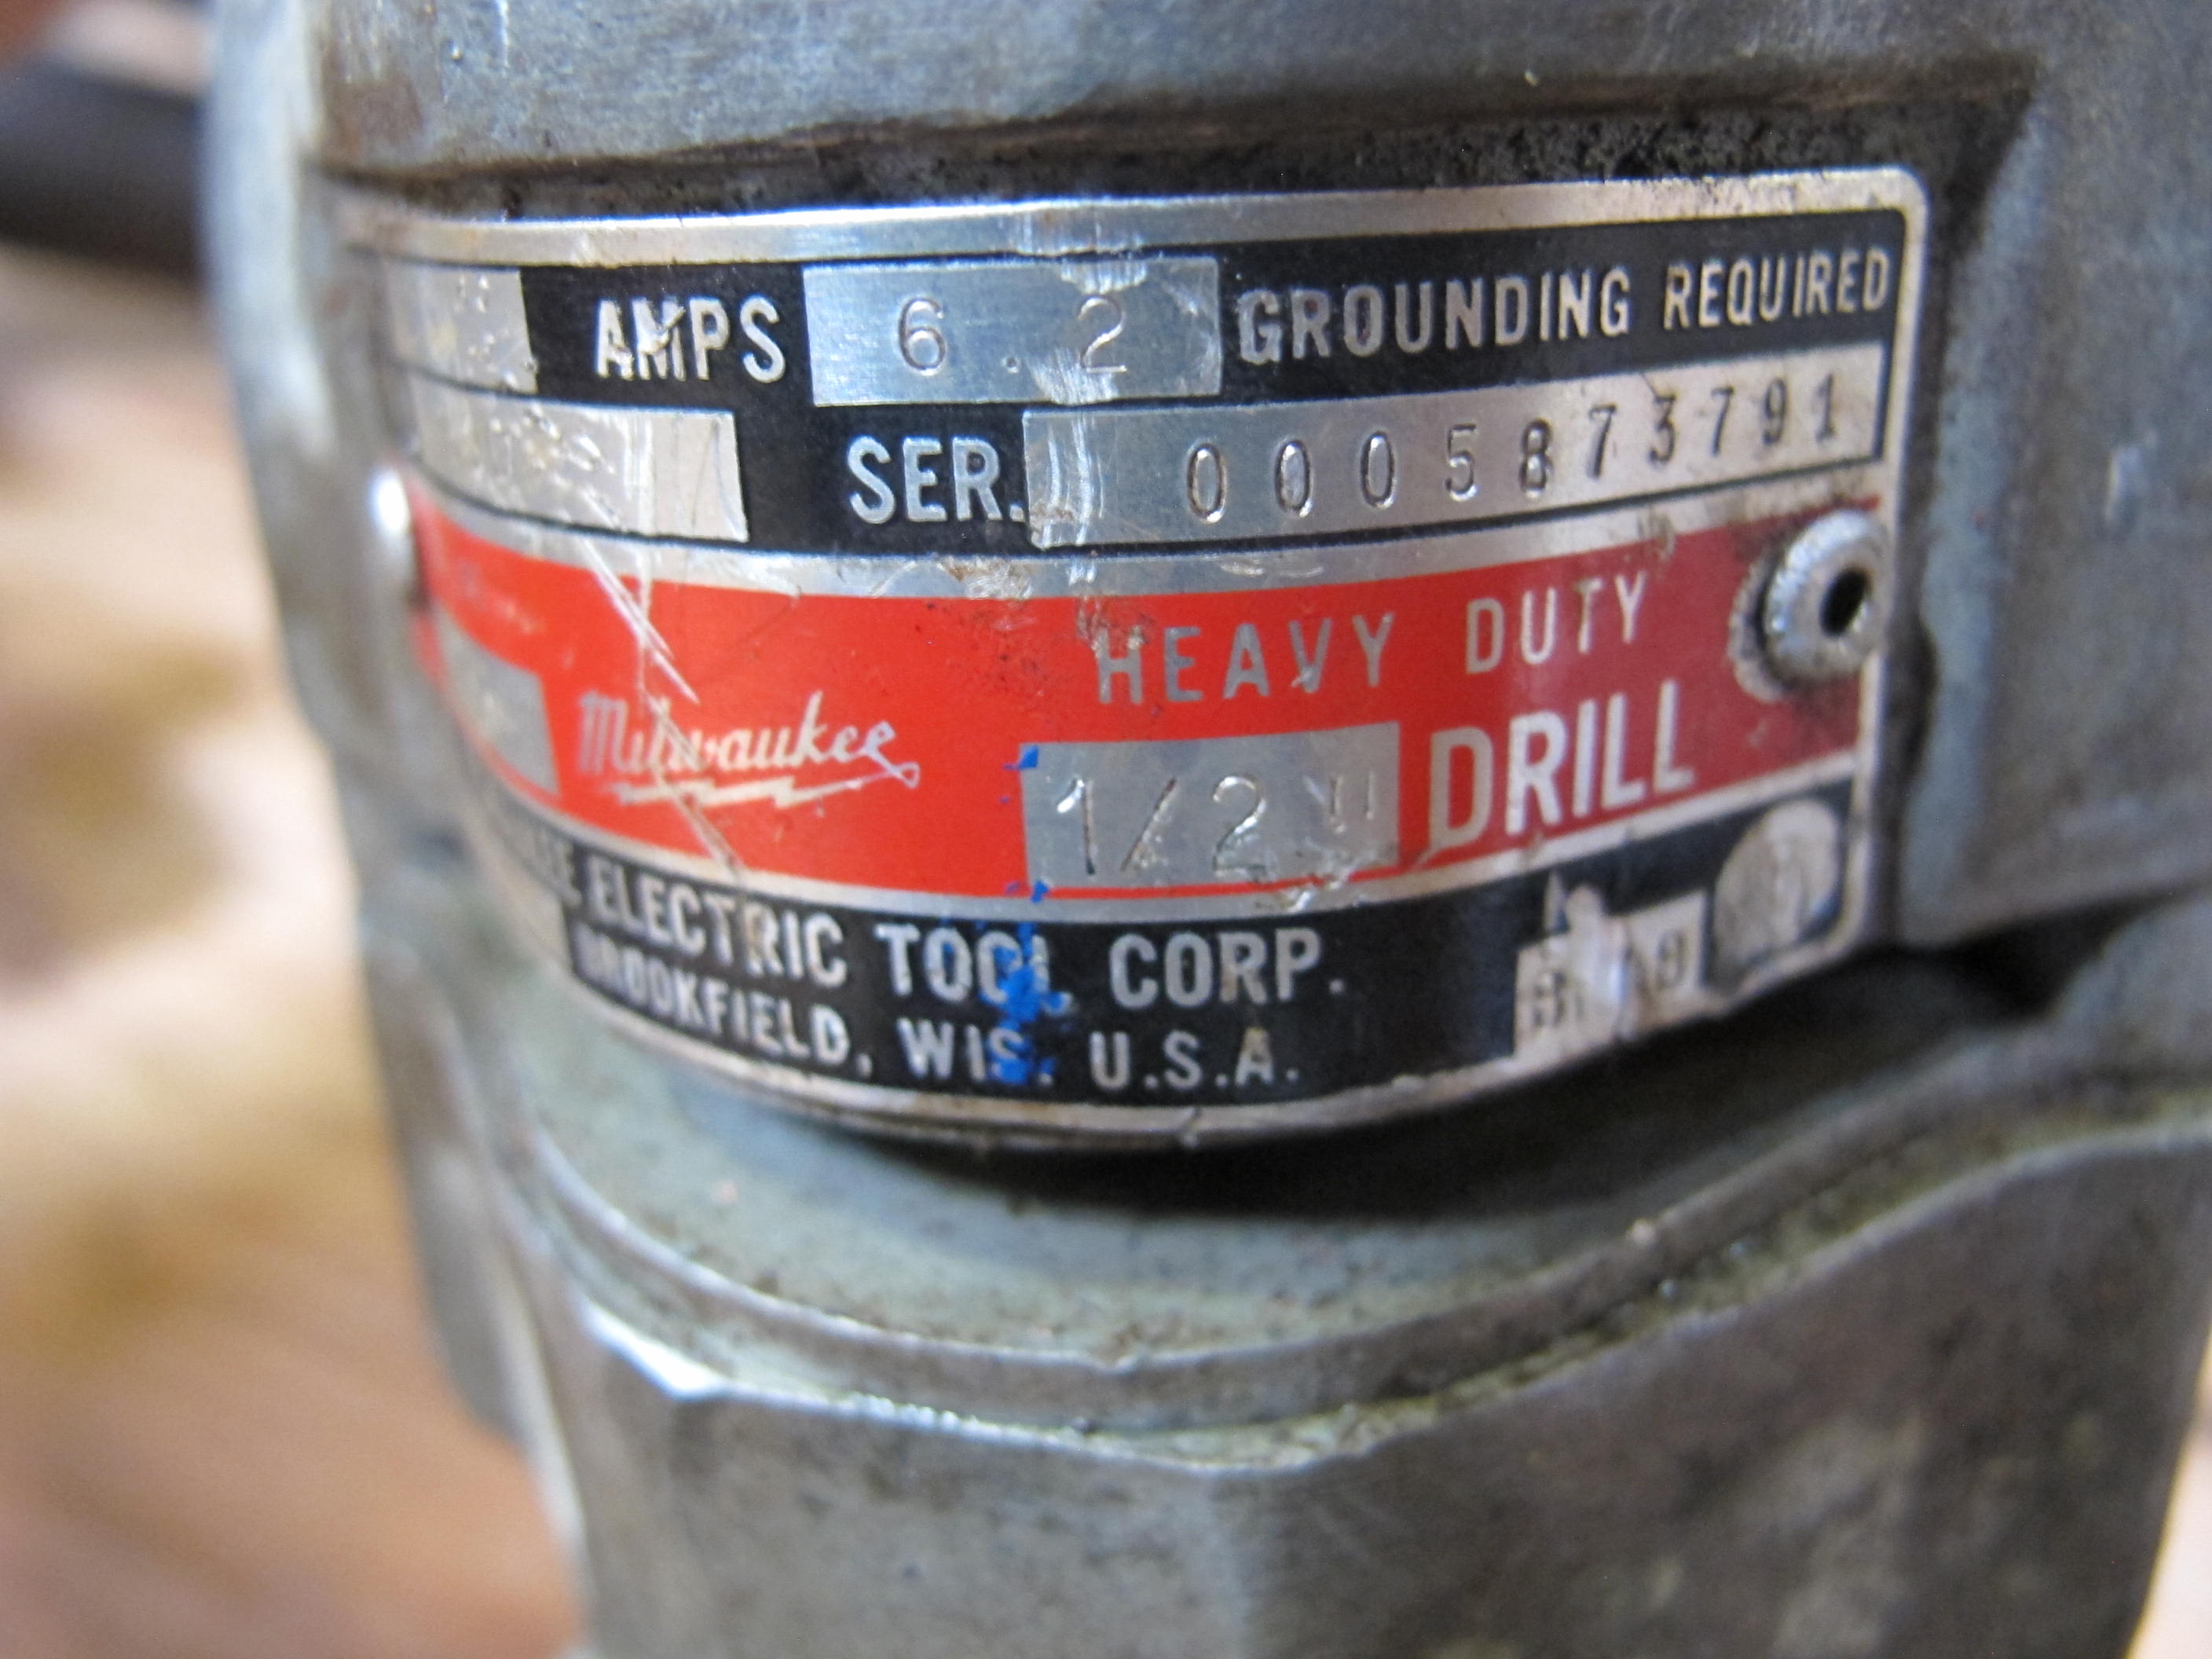 AMPS 6.2 GROUNDING REQUIRED
SER. 0005873791
HEAVY DUTY
Milwaukee 1/2" DRILL
ELECTRIC TOOL CORP.
BROOKFIELD, WIS. U.S.A.